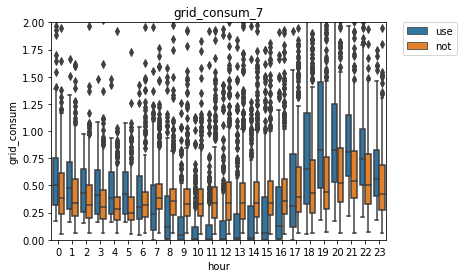 grid_consum_7
2.00
1.75
1.50
1.25
1.00
0.75
0.50
0.25
0.00
grid_consum
0 1 2 3 4 5 6 7 8 9 10 11 12 13 14 15 16 17 18 19 20 21 22 23
hour
use
not